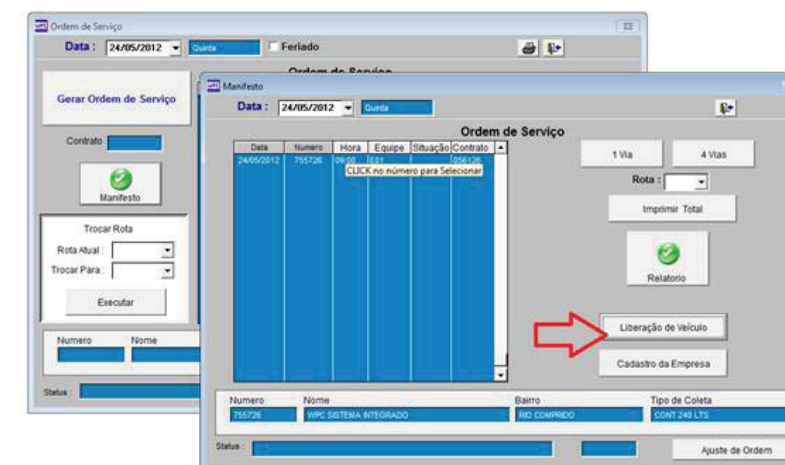 Ordem de Serviço
Data : 24/05/2012 Quinta Feriado
Ordem de Serviço
Gerar Ordem de Serviço
Contrato
Manifesto
Trocar Rota
Rota Atual :
Trocar Para :
Executar
Numero Nome
Status :
Manifesto
Data : 24/05/2012 Quinta
Ordem de Serviço
Data Numero Hora Equipe Situação Contrato
24/05/2012 755726 09:00 E01 056126
CLICK no número para Selecionar
1 Via 4 Vias
Rota :
Imprimir Total
Relatorio
Liberação de Veículo
Cadastro da Empresa
Numero Nome Bairro Tipo de Coleta
755726 WPC SISTEMA INTEGRADO RIO COMPRIDO CONT 240 LTS
Status : Ajuste de Ordem